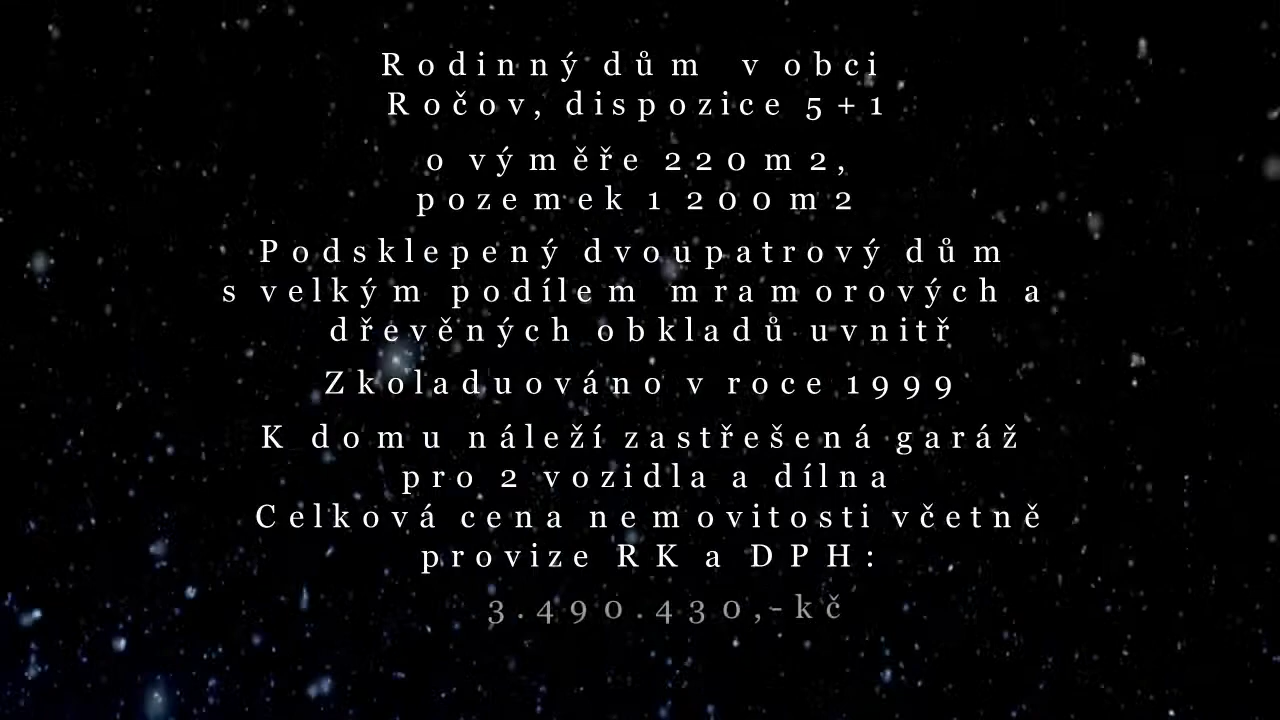 Rodinný dům v obci
Ročov, dispozice 5+1
o výměře 220m2,
pozemek 1 200m2
Podsklepený dvoupatrový dům
s velkým podílem mramorových a
dřevěných obkladů uvnitř
Zkoladuováno v roce 1999
K domu náleží zastřešená garáž
pro 2 vozidla a dílna
Celková cena nemovitosti včetně
provize RK a DPH:
3.490.430,-kč